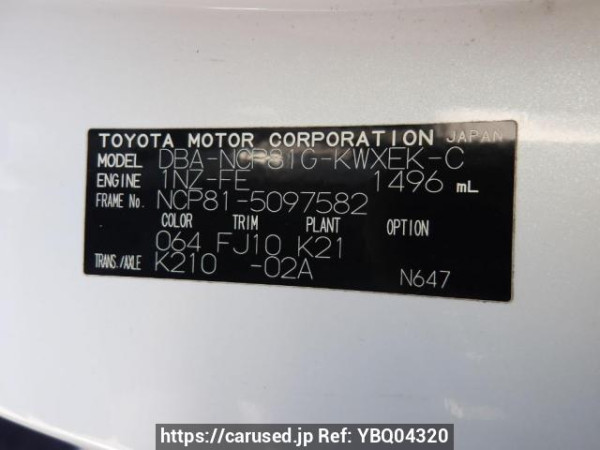 TOYOTA MOTOR CORPORATION JAPAN
MODEL DBA-NCP81G-KWXEK-C
ENGINE 1NZ-FE 1496 mL
FRAME No. NCP81-5097582
COLOR TRIM PLANT OPTION
064 FJ10 K21
TRANS./AXLE K210 -02A N647
https://carused.jp Ref: YBQ04320